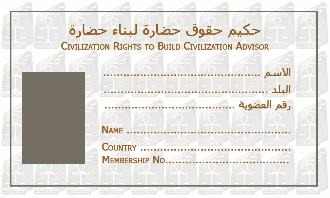 حكيم حقوق حضارة لبناء حضارة
CIVILIZATION RIGHTS TO BUILD CIVILIZATION ADVISOR
الاسم ......................................
البلد ......................................
رقم العضوية ................................
NAME ......................................
COUNTRY ....................................
MEMBERSHIP NO..............................